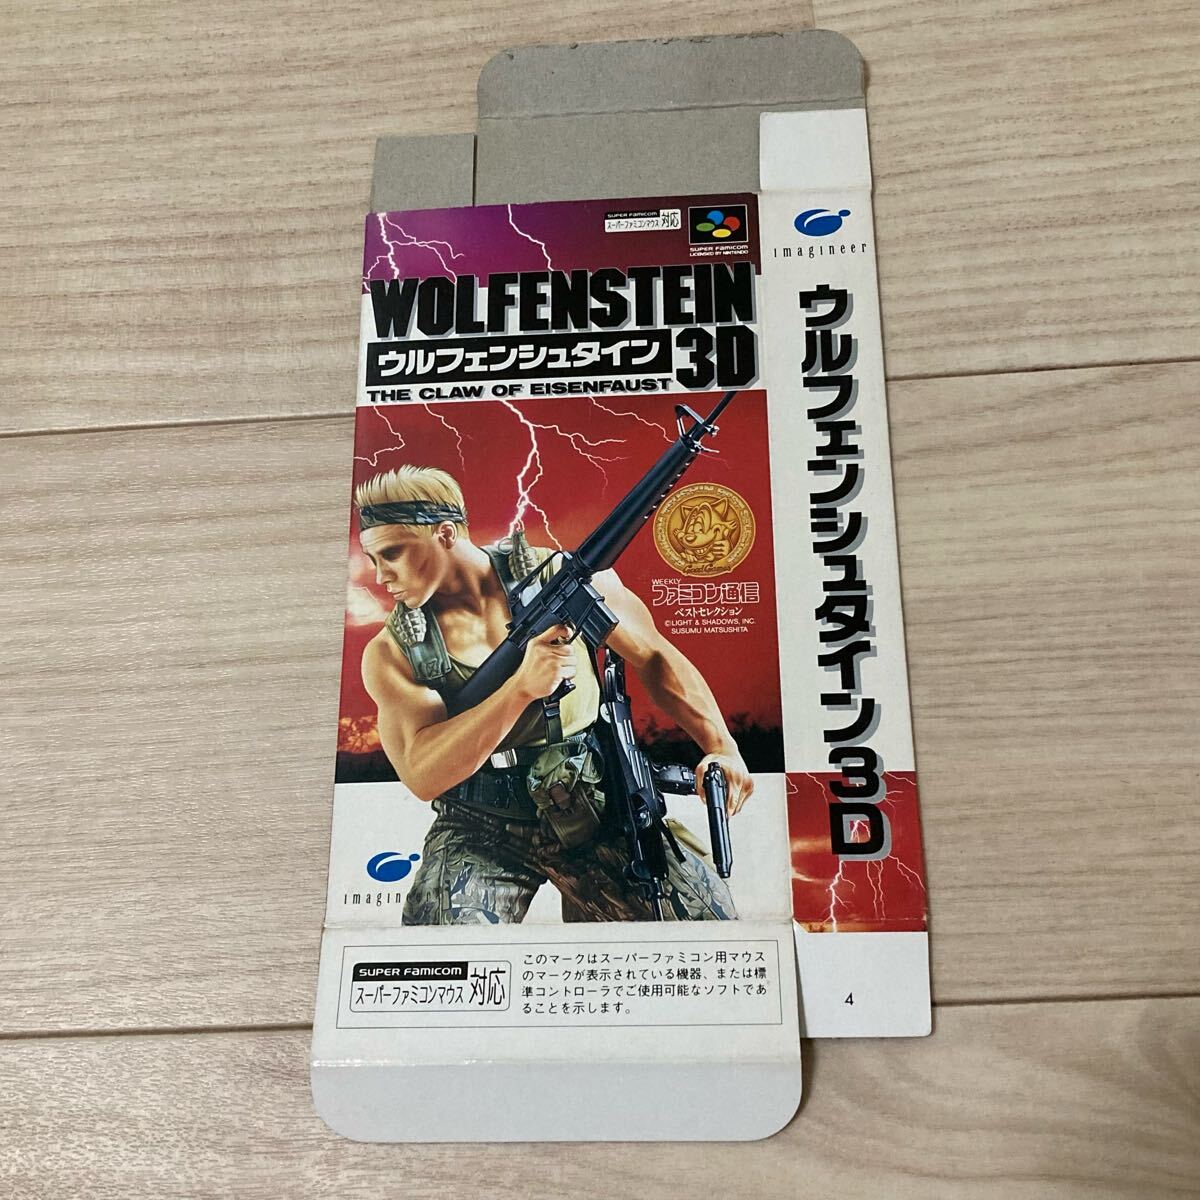 SUPER FAMICOM
スーパーファミコンマウス 対応
SUPER FAMICOM
LICENSED BY NINTENDO
WOLFENSTEIN
ウルフェンシュタイン 3D
THE CLAW OF EISENFAUST
Good Game
WEEKLY
ファミコン通信
ベストセレクション
©LIGHT & SHADOWS, INC.
SUSUMU MATSUSHITA
imagineer
SUPER FAMICOM
スーパーファミコンマウス 対応
このマークはスーパーファミコン用マウス
のマークが表示されている機器、または標
準コントローラでご使用可能なソフトであ
ることを示します。
imagineer
ウルフェンシュタイン3D
4